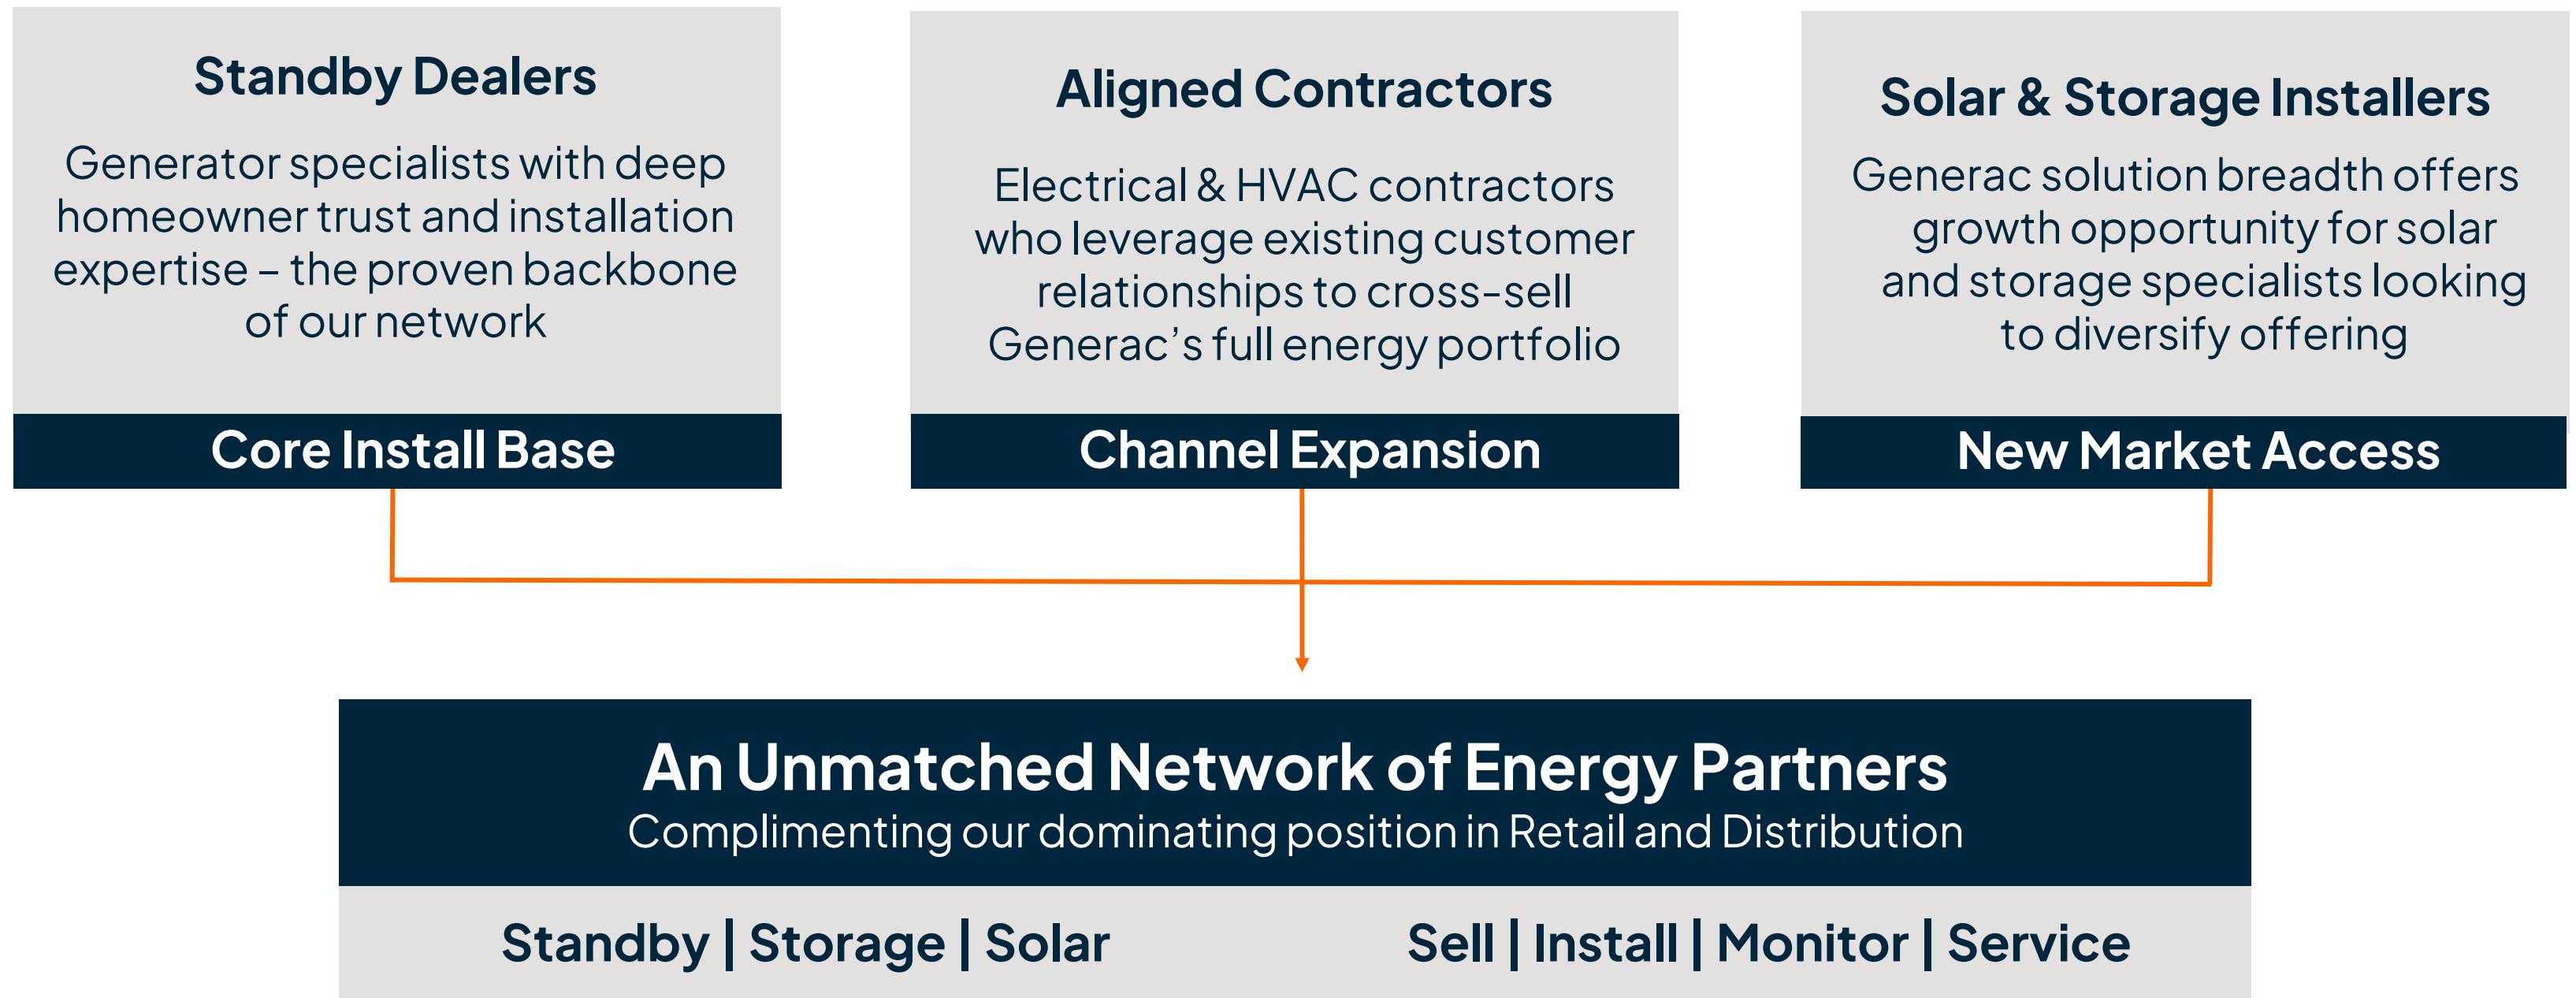 Standby Dealers
Generator specialists with deep
homeowner trust and installation
expertise – the proven backbone
of our network
Core Install Base
Aligned Contractors
Electrical & HVAC contractors
who leverage existing customer
relationships to cross-sell
Generac’s full energy portfolio
Channel Expansion
Solar & Storage Installers
Generac solution breadth offers
growth opportunity for solar
and storage specialists looking
to diversify offering
New Market Access
An Unmatched Network of Energy Partners
Complimenting our dominating position in Retail and Distribution
Standby | Storage | Solar
Sell | Install | Monitor | Service